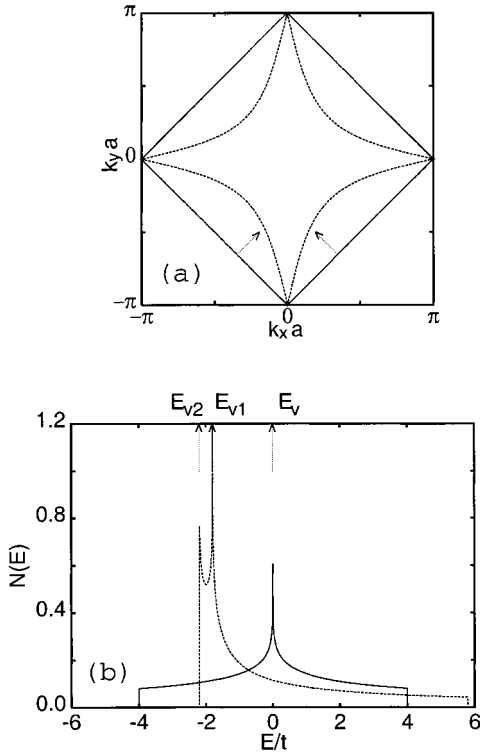 π
kya
0
(a)
−π
−π 0 π
kxa
Ev2 Ev1 Ev
1.2
0.8
N(E)
0.4
(b)
0.0
-6 -4 -2 0 2 4 6
E/t